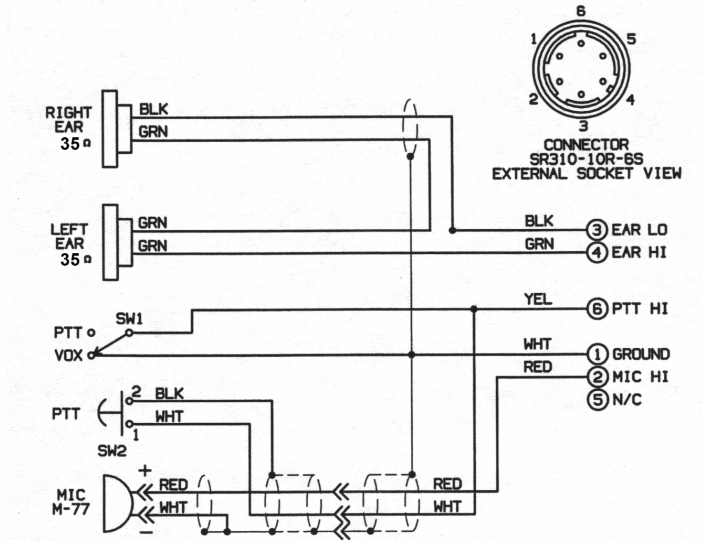 6
1
5
2
4
3
CONNECTOR
SR310-10R-6S
EXTERNAL SOCKET VIEW
RIGHT
EAR
35Ω
BLK
GRN
LEFT
EAR
35Ω
GRN
GRN
BLK
3 EAR LO
GRN
4 EAR HI
YEL
6 PTT HI
PTT
SW1
VOX
WHT
1 GROUND
RED
2 MIC HI
5 N/C
PTT
2
BLK
WHT
1
SW2
MIC
M-77
+
RED
WHT
-
RED
WHT